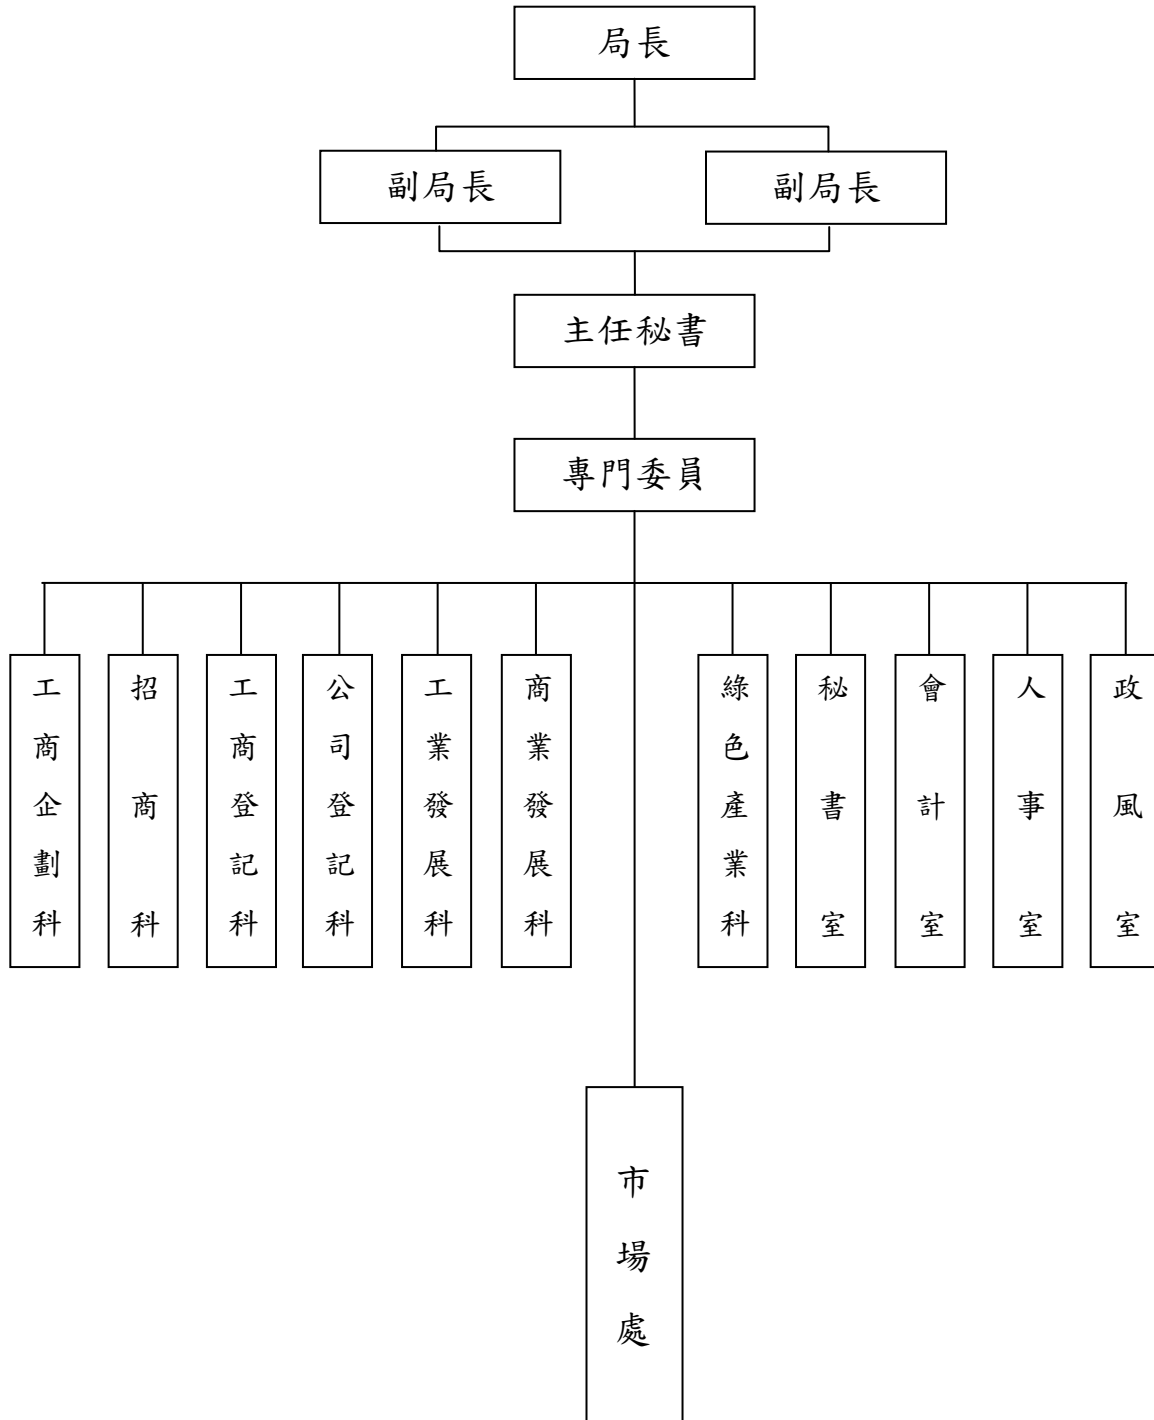 局長
副局長
副局長
主任秘書
專門委員
工商企劃科
招商科
工商登記科
公司登記科
工業發展科
商業發展科
綠色產業科
秘書室
會計室
人事室
政風室
市場處